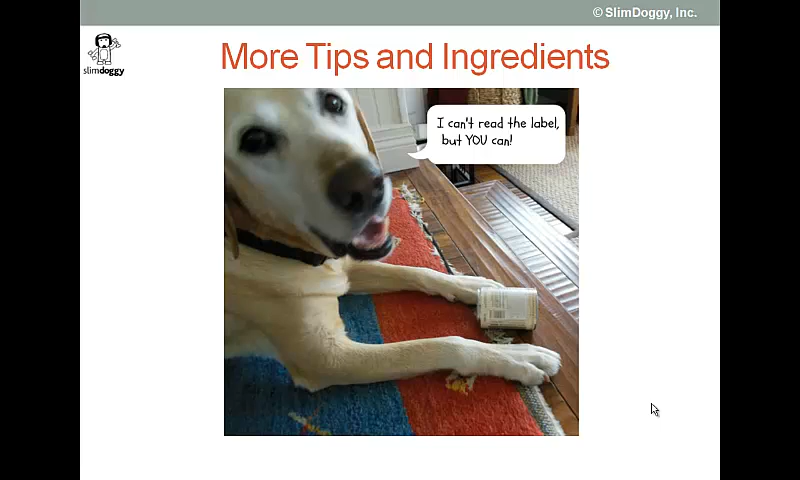 © SlimDoggy, Inc.
slimdoggy
More Tips and Ingredients
I can't read the label,
but YOU can!